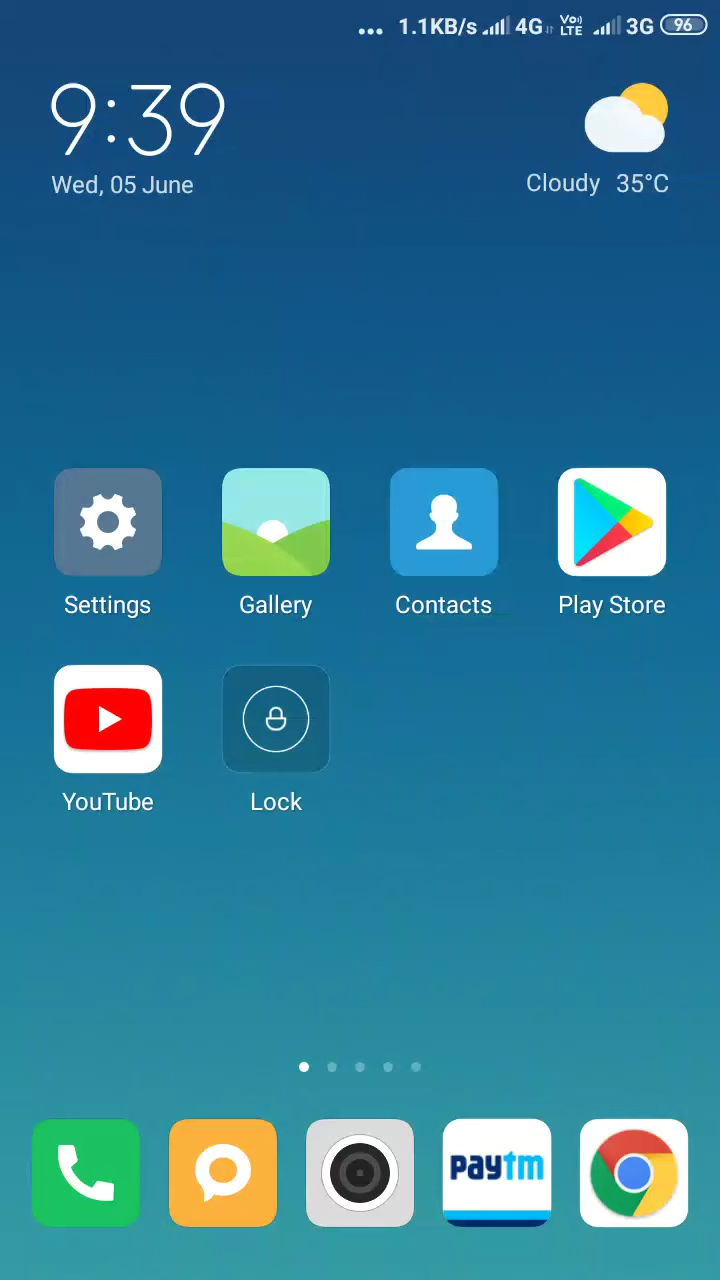 ... 1.1KB/s 4G VoLTE 3G 96
9:39
Wed, 05 June
Cloudy 35°C
Settings Gallery Contacts Play Store
YouTube Lock
paytm